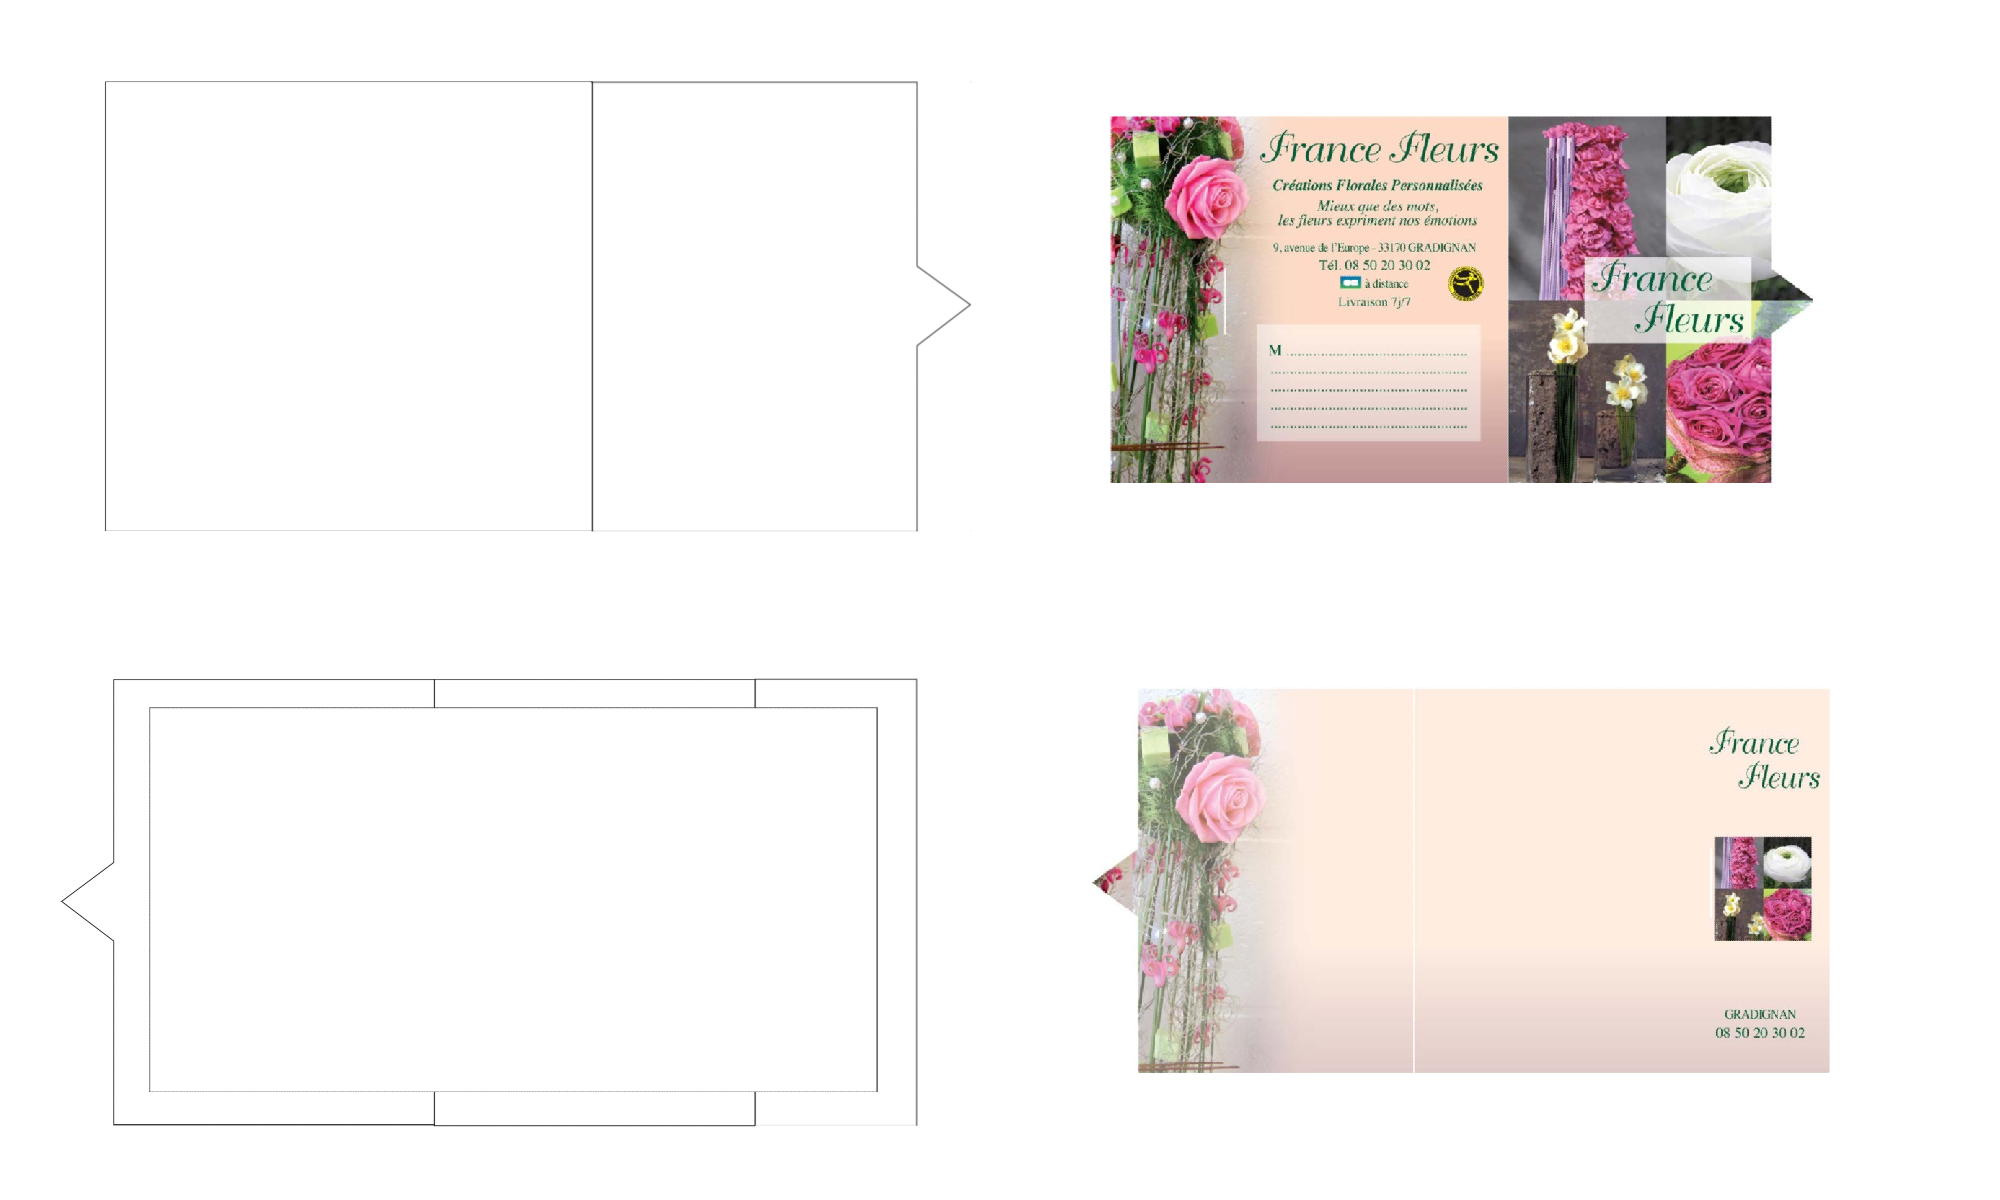 France Fleurs
Créations Florales Personnalisées
Mieux que des mots,
les fleurs expriment nos émotions
9, avenue de l'Europe - 33170 GRADIGNAN
Tél. 08 50 20 30 02
à distance
Livraison 7j/7
M
France
Fleurs
France
Fleurs
GRADIGNAN
08 50 20 30 02